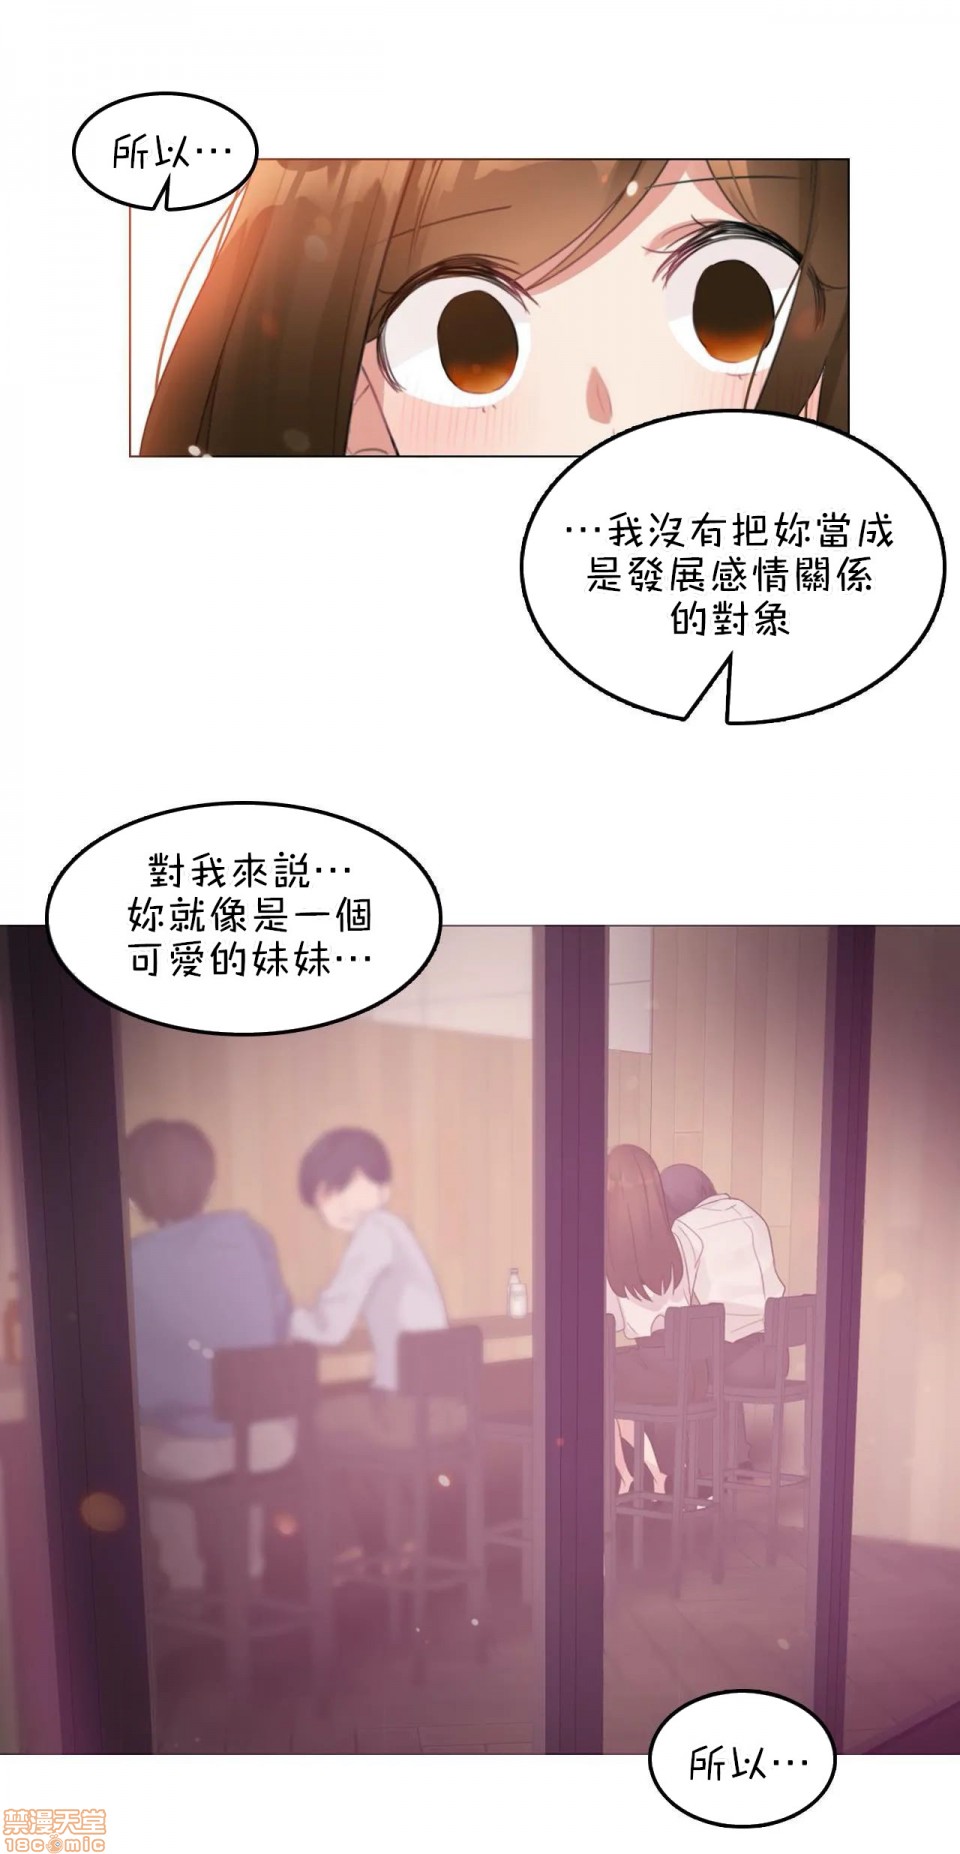 所以…
…我沒有把妳當成
是發展感情關係
的對象
對我來說…
妳就像是一個
可愛的妹妹…
所以…
禁漫天堂
18comic